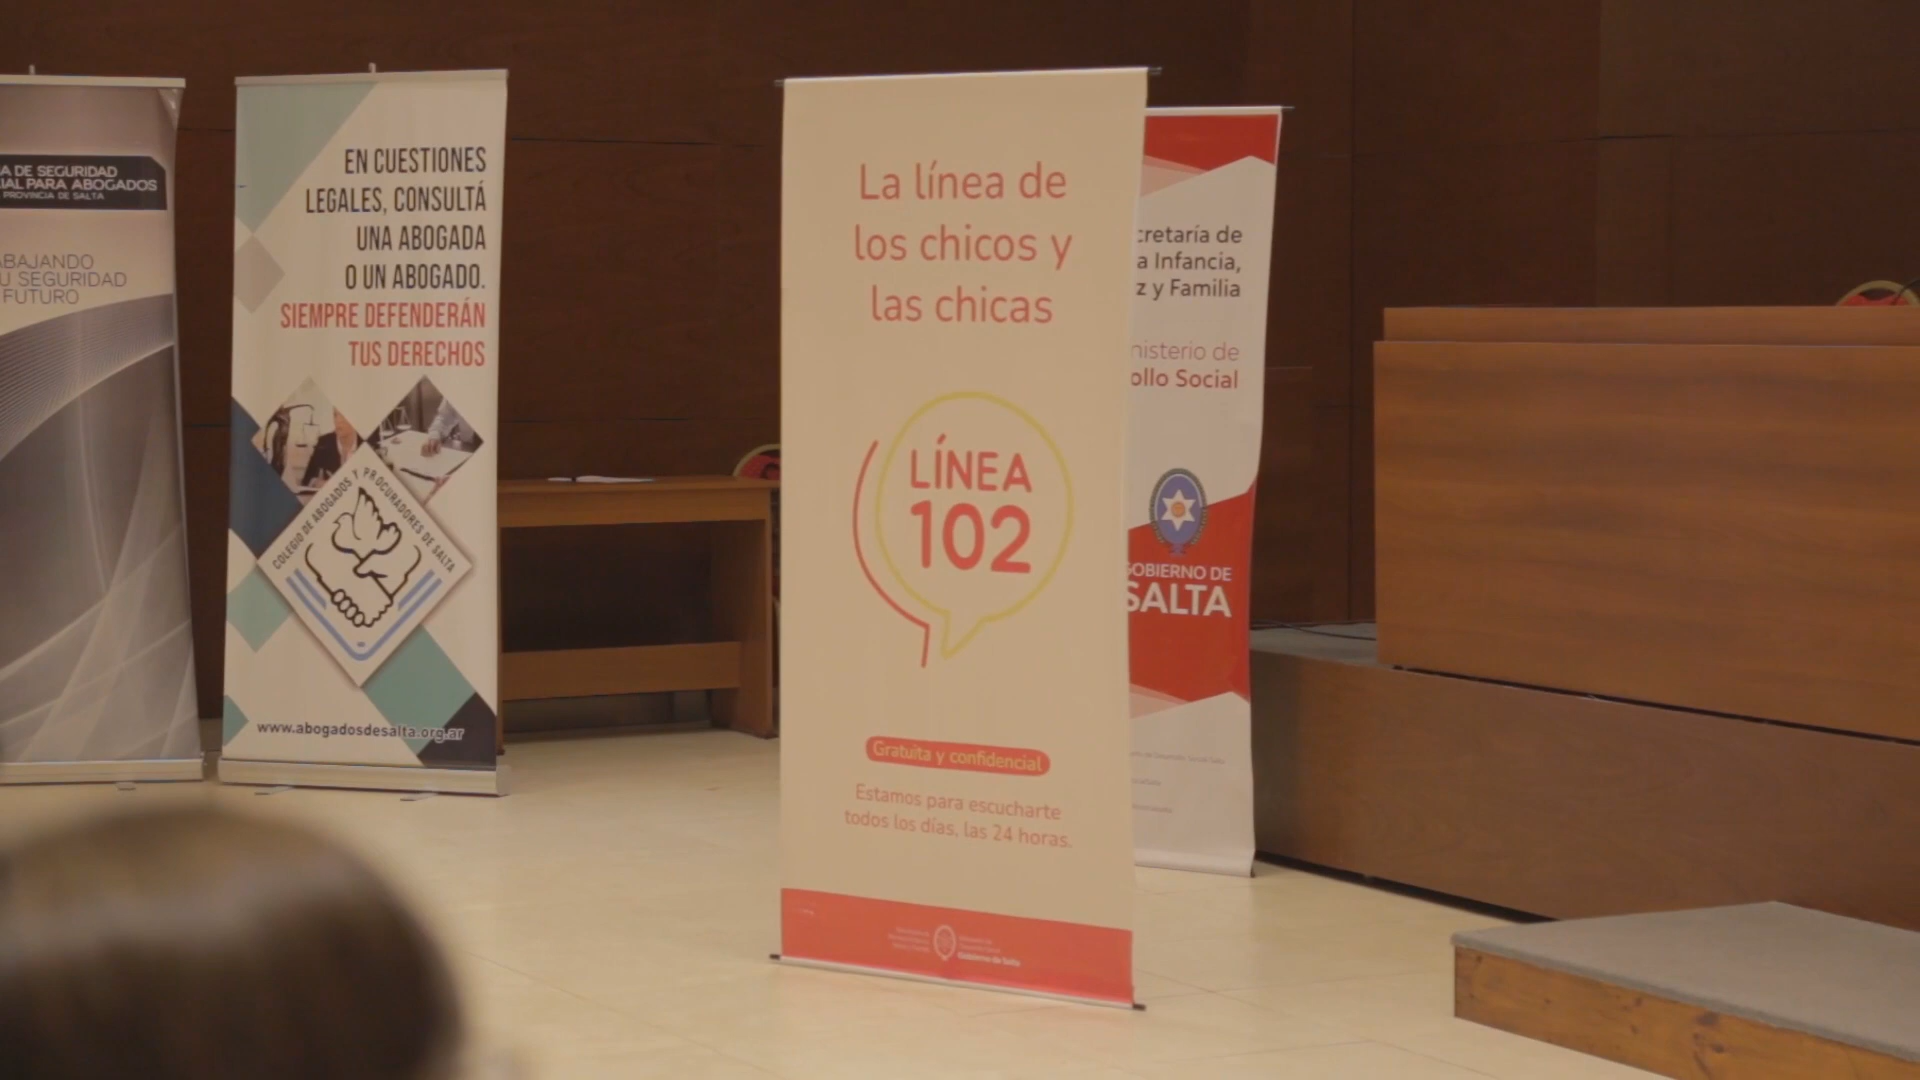 A DE SEGURIDAD
IAL PARA ABOGADOS
PROVINCIA DE SALTA
ABAJANDO
U SEGURIDAD
FUTURO
EN CUESTIONES
LEGALES, CONSULTÁ
UNA ABOGADA
O UN ABOGADO.
SIEMPRE DEFENDERÁN
TUS DERECHOS
COLEGIO DE ABOGADOS Y PROCURADORES DE SALTA
www.abogadosdesalta.org.ar
La línea de
los chicos y
las chicas
LÍNEA
102
Gratuita y confidencial
Estamos para escucharte
todos los días, las 24 horas.
Gobierno de Salta
cretaría de
a Infancia,
z y Familia
nisterio de
ollo Social
GOBIERNO DE
SALTA